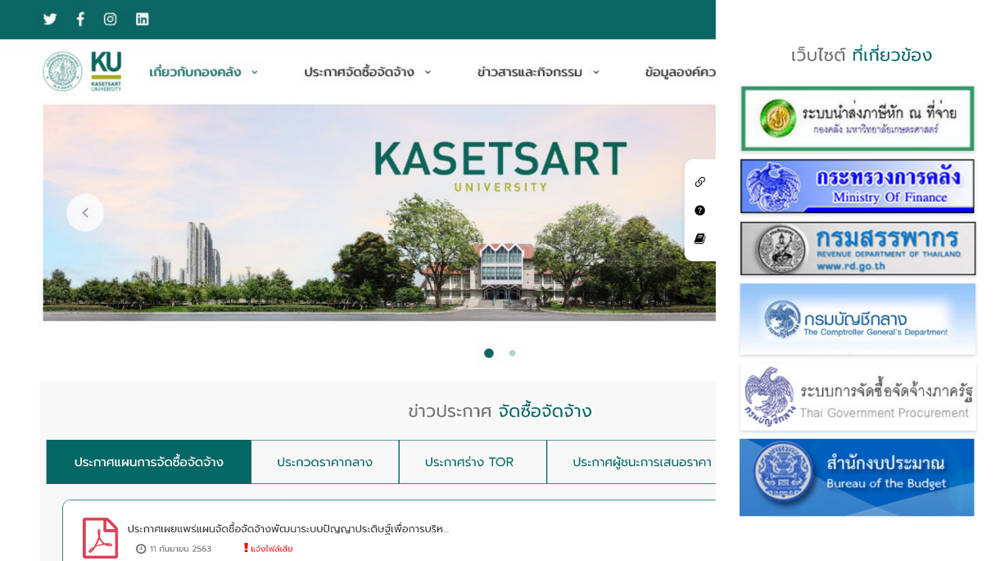 KU
KASETSART
UNIVERSITY
เกี่ยวกับกองคลัง
ประกาศจัดซื้อจัดจ้าง
ข่าวสารและกิจกรรม
ข้อมูลองค์คว
KASETSART
UNIVERSITY
ข่าวประกาศ จัดซื้อจัดจ้าง
ประกาศแผนการจัดซื้อจัดจ้าง
ประกวดราคากลาง
ประกาศร่าง TOR
ประกาศผู้ชนะการเสนอราคา
ประกาศเผยแพร่แผนจัดซื้อจัดจ้างพัฒนาระบบปัญญาประดิษฐ์เพื่อการบริห...
11 กันยายน 2563
แจ้งไฟล์เสีย
เว็บไซต์ ที่เกี่ยวข้อง
ระบบนำส่งภาษีหัก ณ ที่จ่าย
กองคลัง มหาวิทยาลัยเกษตรศาสตร์
กระทรวงการคลัง
Ministry Of Finance
กรมสรรพากร
REVENUE DEPARTMENT OF THAILAND
www.rd.go.th
กรมบัญชีกลาง
The Comptroller General's Department
ระบบการจัดซื้อจัดจ้างภาครัฐ
Thai Government Procurement
กรมบัญชีกลาง
สำนักงบประมาณ
Bureau of the Budget